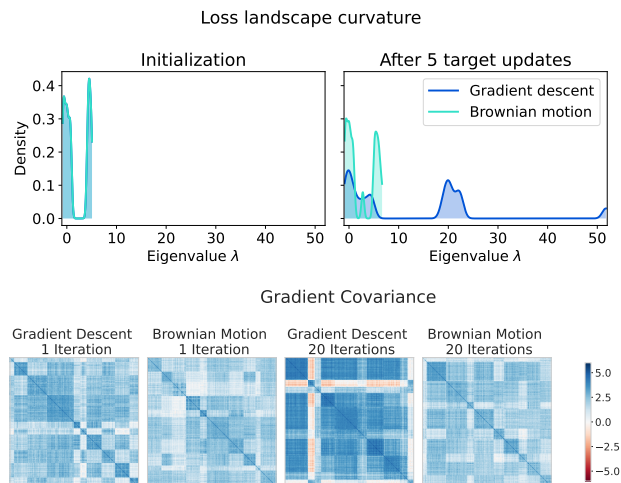 Loss landscape curvature
Initialization
After 5 target updates
Density
0.4
0.3
0.2
0.1
0.0
Gradient descent
Brownian motion
0 10 20 30 40 50
0 10 20 30 40 50
Eigenvalue λ
Eigenvalue λ
Gradient Covariance
Gradient Descent
1 Iteration
Brownian Motion
1 Iteration
Gradient Descent
20 Iterations
Brownian Motion
20 Iterations
5.0
2.5
0.0
−2.5
−5.0